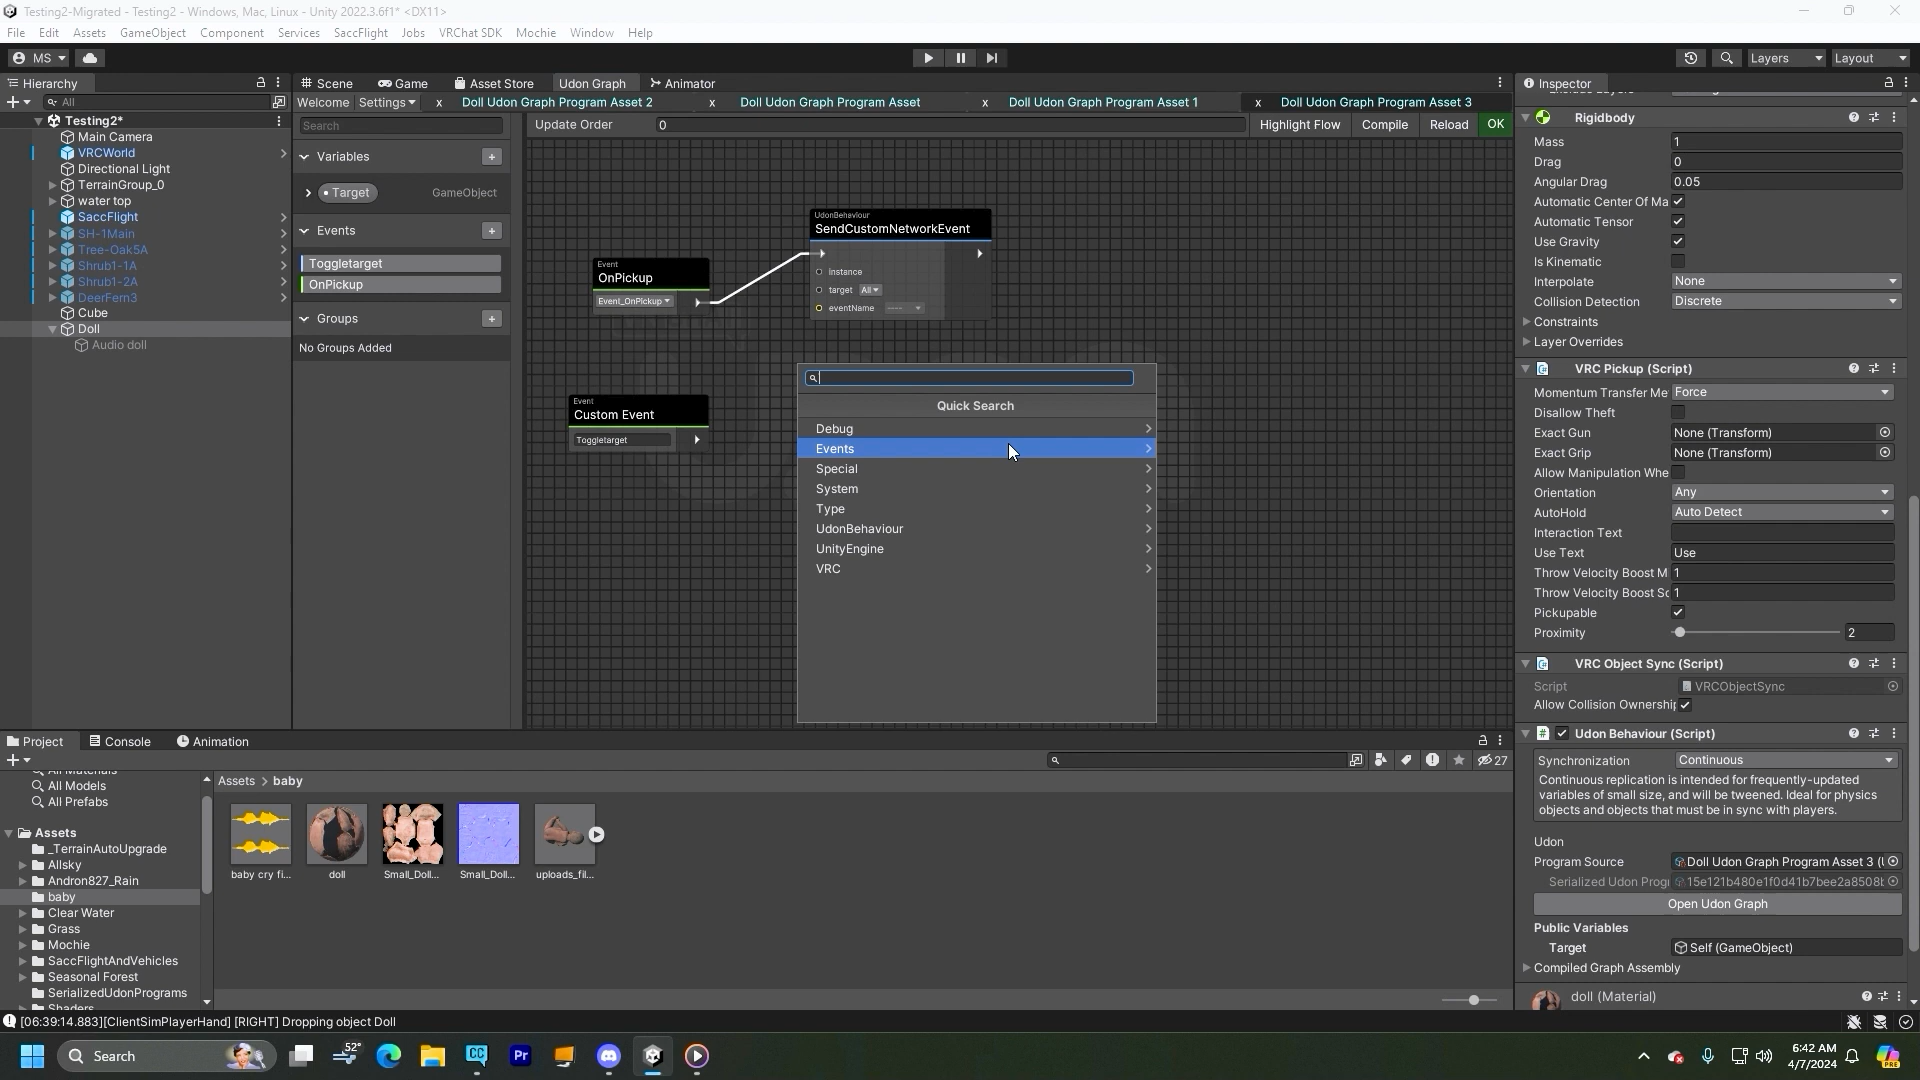 Testing2-Migrated - Testing2 - Windows, Mac, Linux - Unity 2022.3.6f1* <DX11>
File Edit Assets GameObject Component Services SaccFlight Jobs VRChat SDK Mochie Window Help
MS Layers Layout
Hierarchy
All
Testing2*
Main Camera
VRCWorld
Directional Light
TerrainGroup_0
water top
SaccFlight
SH-1Main
Tree-Oak5A
Shrub1-1A
Shrub1-2A
DeerFern3
Cube
Doll
Audio doll
Scene Game Asset Store Udon Graph Animator
Welcome Settings x Doll Udon Graph Program Asset 2 x Doll Udon Graph Program Asset x Doll Udon Graph Program Asset 1 x Doll Udon Graph Program Asset 3
Search
Update Order 0 Highlight Flow Compile Reload OK
Variables +
Target GameObject
Events +
Toggletarget
OnPickup
Groups +
No Groups Added
Event
OnPickup
Event_OnPickup
UdonBehaviour
SendCustomNetworkEvent
instance
target All
eventName ----
Event
Custom Event
Toggletarget
Quick Search
Debug
Events
Special
System
Type
UdonBehaviour
UnityEngine
VRC
Inspector
Rigidbody
Mass 1
Drag 0
Angular Drag 0.05
Automatic Center Of Ma
Automatic Tensor
Use Gravity
Is Kinematic
Interpolate None
Collision Detection Discrete
Constraints
Layer Overrides
VRC Pickup (Script)
Momentum Transfer Me Force
Disallow Theft
Exact Gun None (Transform)
Exact Grip None (Transform)
Allow Manipulation Whe
Orientation Any
AutoHold Auto Detect
Interaction Text
Use Text Use
Throw Velocity Boost M 1
Throw Velocity Boost Sc 1
Pickupable
Proximity 2
VRC Object Sync (Script)
Script VRCObjectSync
Allow Collision Ownership
Udon Behaviour (Script)
Synchronization Continuous
Continuous replication is intended for frequently-updated
variables of small size, and will be tweened. Ideal for physics
objects and objects that must be in sync with players.
Udon
Program Source Doll Udon Graph Program Asset 3 (U
Serialized Udon Progr 15e121b480e1f0d41b7bee2a8508b
Open Udon Graph
Public Variables
Target Self (GameObject)
Compiled Graph Assembly
doll (Material)
Project Console Animation
27
All Materials
All Models
All Prefabs
Assets
_TerrainAutoUpgrade
Allsky
Andron827_Rain
baby
Clear Water
Grass
Mochie
SaccFlightAndVehicles
Seasonal Forest
SerializedUdonPrograms
Shaders
Assets > baby
baby cry fi... doll Small_Doll... Small_Doll... uploads_fil...
[06:39:14.883][ClientSimPlayerHand] [RIGHT] Dropping object Doll
Search
52°
CC
Pr
6:42 AM
4/7/2024
PRE